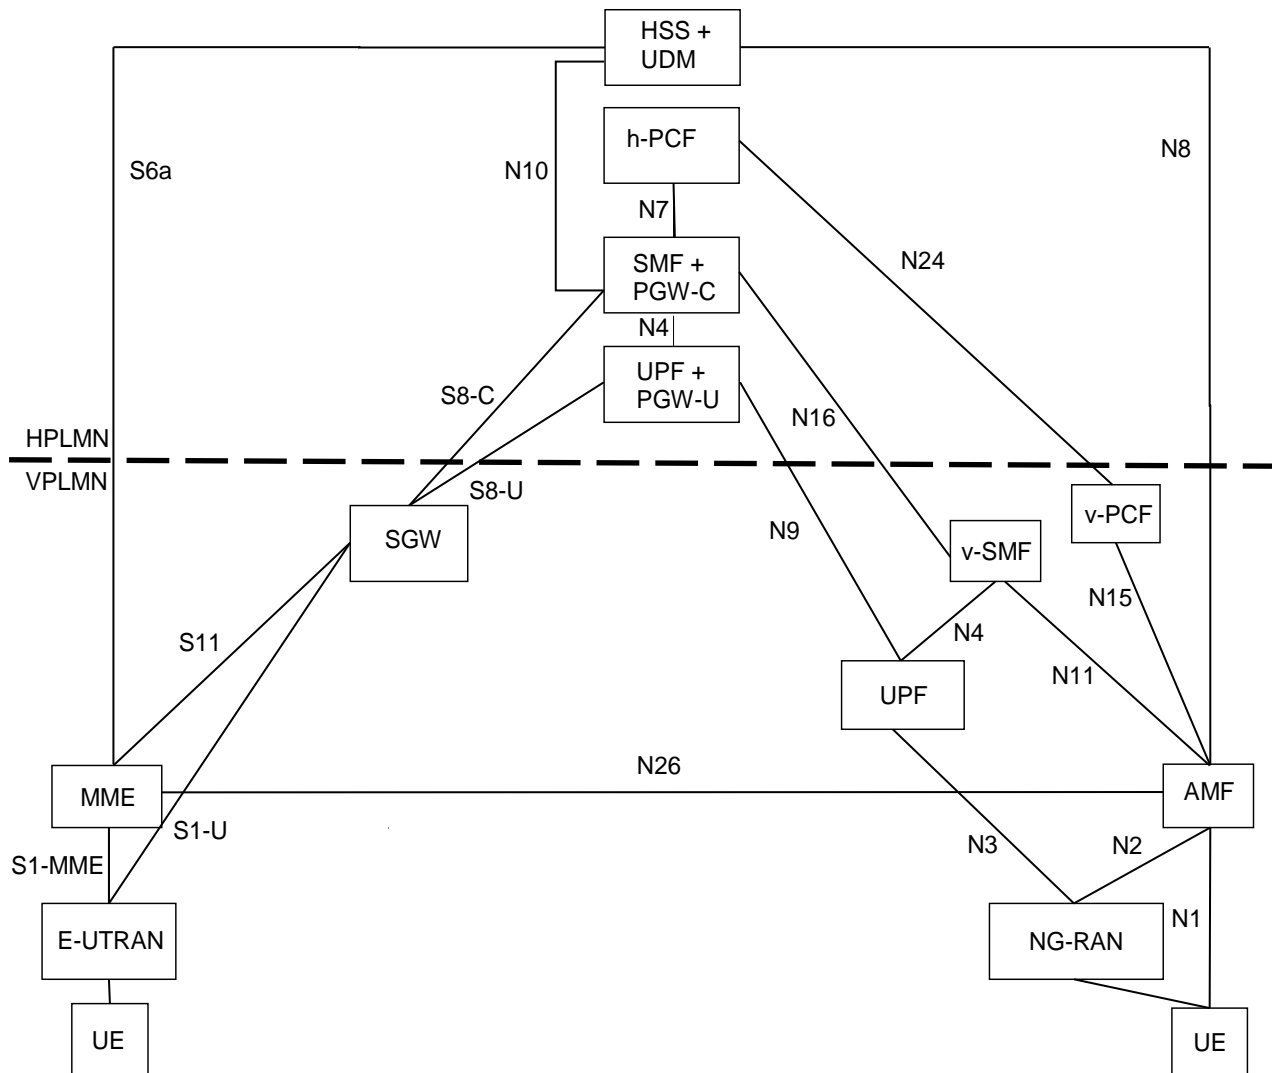 HSS +
UDM
h-PCF
N8
S6a
N10
N7
N24
SMF +
PGW-C
N4
UPF +
PGW-U
S8-C
N16
HPLMN
VPLMN
S8-U
v-PCF
N9
SGW
v-SMF
N15
N4
S11
N11
UPF
N26
MME
AMF
S1-U
N3
N2
S1-MME
N1
E-UTRAN
NG-RAN
UE
UE